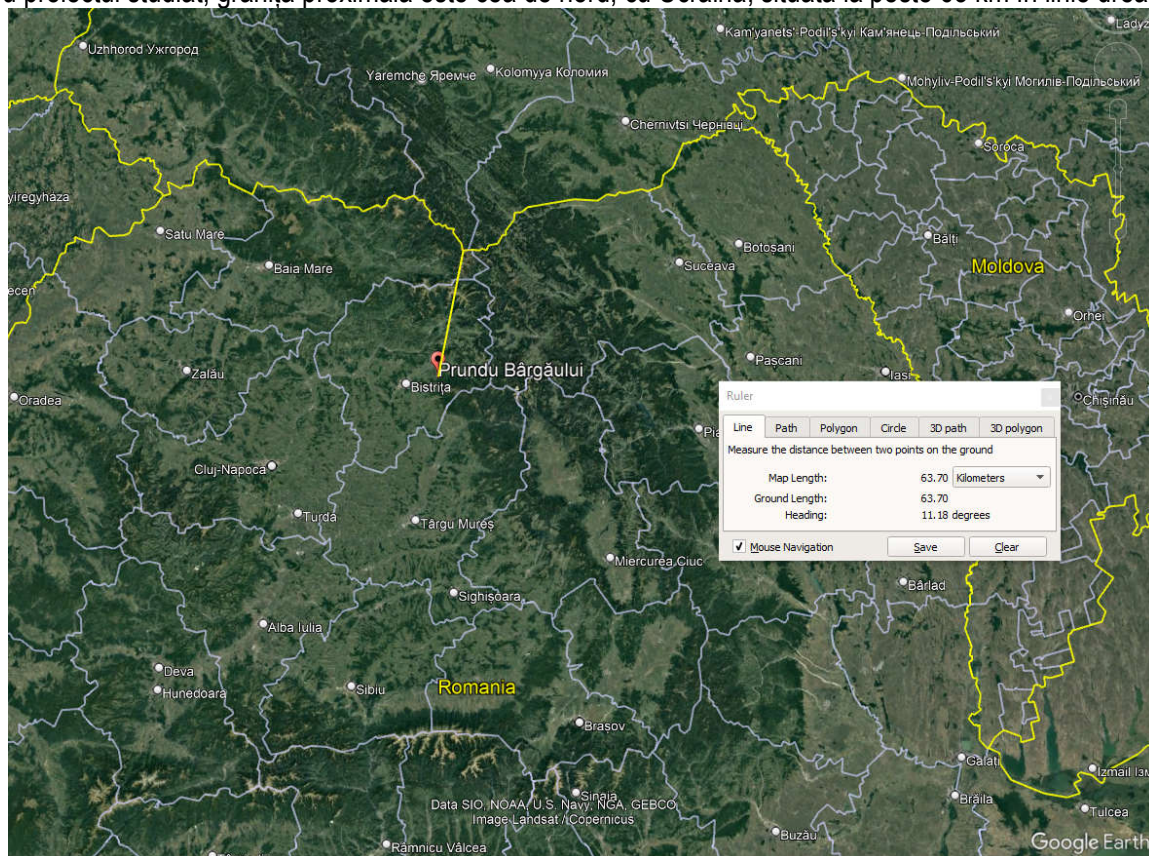 proiectul studiat, granița proximală este cea de nord, cu Ucraina, situată la peste 60 km în linie
Kam'yanets'-Podil's'kyi Кам'янець-Подільський
Uzhhorod Ужгород
Yaremche Яремче
Kolomyya Коломия
Mohyliv-Podil's'kyi Могилів-Подільський
Chernivtsi Чернівці
Soroca
yiregyháza
Satu Mare
Botosani
Bălți
Suceava
Baia Mare
Moldova
ecen
Orhei
Pașcani
Prundu Bârgăului
Zalău
Iasi
Bistrița
Oradea
Chișinău
Ruler
Line Path Polygon Circle 3D path 3D polygon
Measure the distance between two points on the ground
Map Length: 63.70 Kilometers
Ground Length: 63.70
Heading: 11.18 degrees
Mouse Navigation Save Clear
Pia
Cluj-Napoca
Turda
Târgu Mureș
Miercurea Ciuc
Bârlad
Sighișoara
Alba Iulia
Deva
Hunedoara
Sibiu
Romania
Brașov
Galați
Izmail Ізм
Sinaia
Brăila
Data SIO, NOAA, U.S. Navy, NGA, GEBCO
Image Landsat / Copernicus
Tulcea
Buzău
Râmnicu Vâlcea
Google Earth